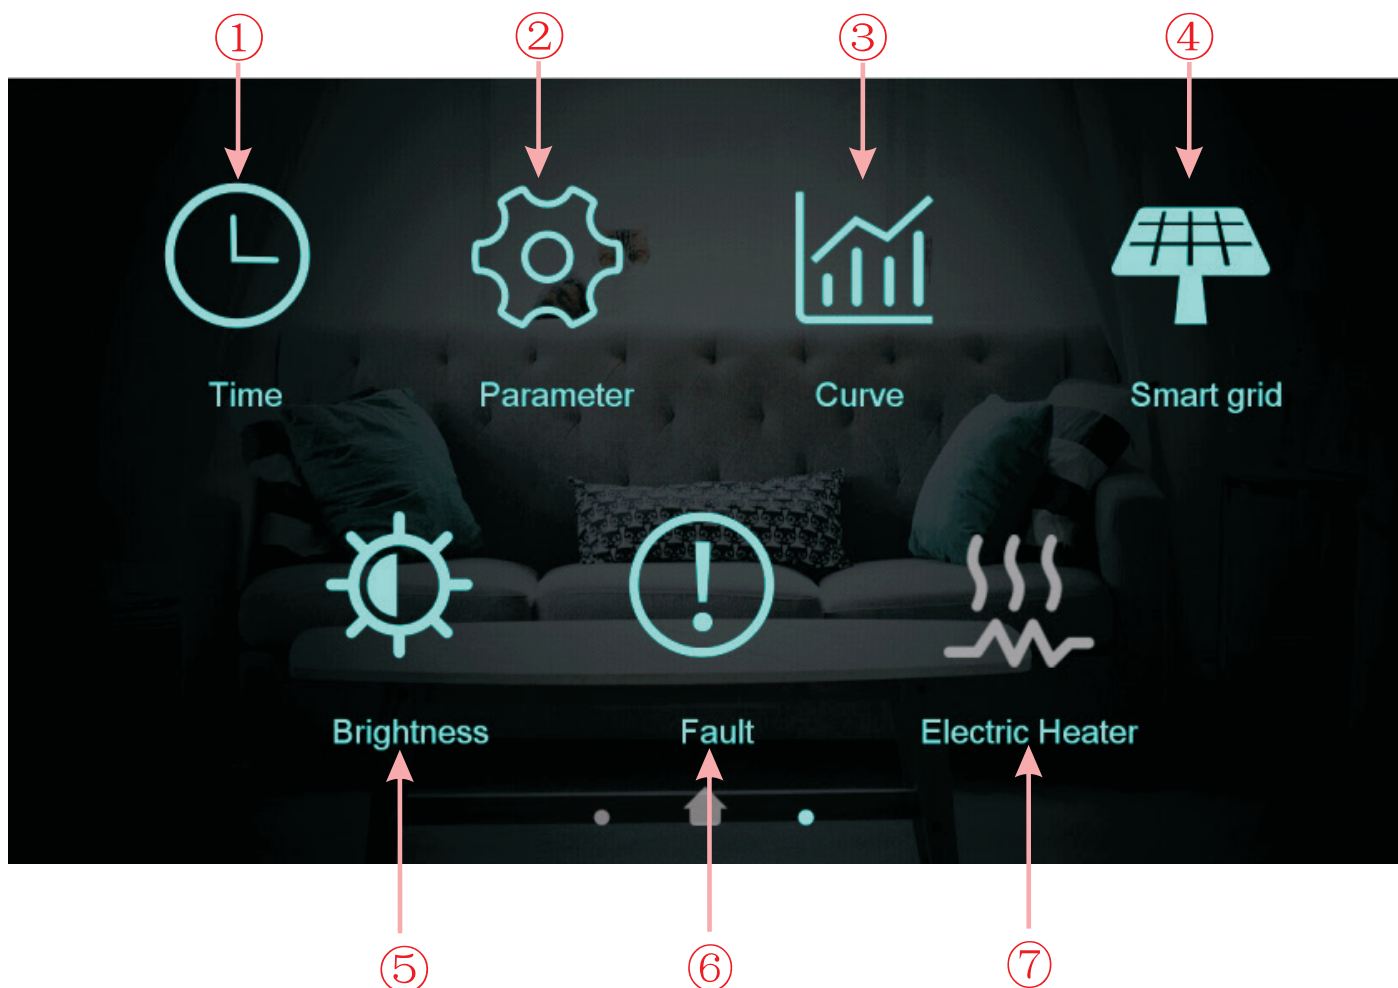 ① ② ③ ④
Time Parameter Curve Smart grid
Brightness Fault Electric Heater
⑤ ⑥ ⑦